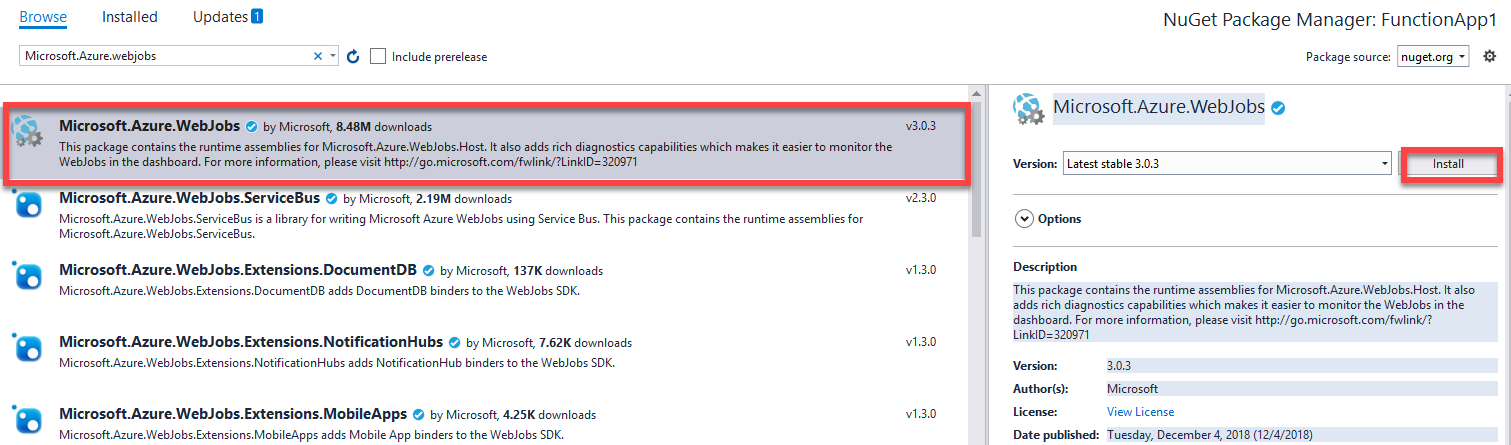 Browse Installed Updates 1
NuGet Package Manager: FunctionApp1
Microsoft.Azure.webjobs
Include prerelease
Package source: nuget.org
Microsoft.Azure.WebJobs by Microsoft, 8.48M downloads v3.0.3
This package contains the runtime assemblies for Microsoft.Azure.WebJobs.Host. It also adds rich diagnostics capabilities which makes it easier to monitor the
WebJobs in the dashboard. For more information, please visit http://go.microsoft.com/fwlink/?LinkID=320971
Microsoft.Azure.WebJobs.ServiceBus by Microsoft, 2.19M downloads v2.3.0
Microsoft.Azure.WebJobs.ServiceBus is a library for writing Microsoft Azure WebJobs using Service Bus. This package contains the runtime assemblies for
Microsoft.Azure.WebJobs.ServiceBus.
Microsoft.Azure.WebJobs.Extensions.DocumentDB by Microsoft, 137K downloads v1.3.0
Microsoft.Azure.WebJobs.Extensions.DocumentDB adds DocumentDB binders to the WebJobs SDK.
Microsoft.Azure.WebJobs.Extensions.NotificationHubs by Microsoft, 7.62K downloads v1.3.0
Microsoft.Azure.WebJobs.Extensions.NotificationHubs adds NotificationHub binders to the WebJobs SDK.
Microsoft.Azure.WebJobs.Extensions.MobileApps by Microsoft, 4.25K downloads v1.3.0
Microsoft.Azure.WebJobs.Extensions.MobileApps adds Mobile App binders to the WebJobs SDK.
Microsoft.Azure.WebJobs
Version: Latest stable 3.0.3 Install
Options
Description
This package contains the runtime assemblies for Microsoft.Azure.WebJobs.Host. It also
adds rich diagnostics capabilities which makes it easier to monitor the WebJobs in the
dashboard. For more information, please visit http://go.microsoft.com/fwlink/?
LinkID=320971
Version: 3.0.3
Author(s): Microsoft
License: View License
Date published: Tuesday, December 4, 2018 (12/4/2018)